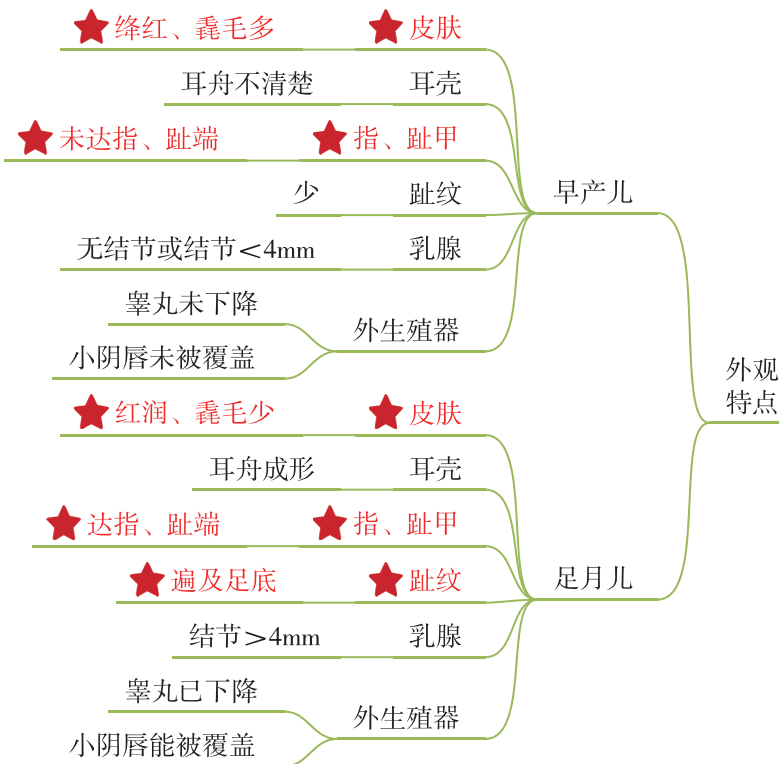 绛红、毳毛多
皮肤
耳舟不清楚
耳壳
未达指、趾端
指、趾甲
少
趾纹
早产儿
无结节或结节<4mm
乳腺
睾丸未下降
外生殖器
小阴唇未被覆盖
外观
特点
红润、毳毛少
皮肤
耳舟成形
耳壳
达指、趾端
指、趾甲
遍及足底
趾纹
足月儿
结节>4mm
乳腺
睾丸已下降
外生殖器
小阴唇能被覆盖